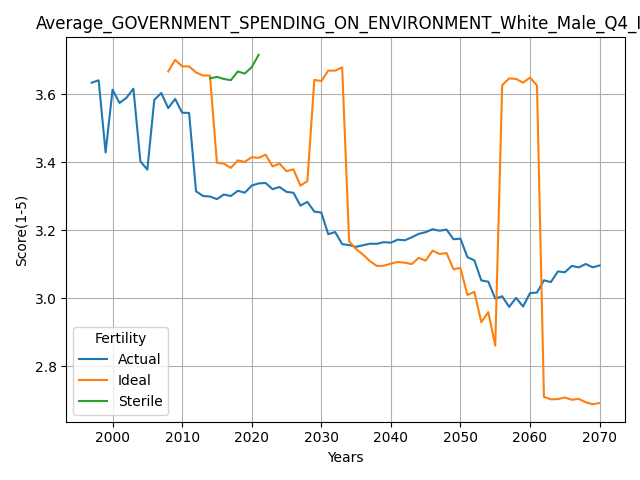 Average_GOVERNMENT_SPENDING_ON_ENVIRONMENT_White_Male_Q4_I
Score(1-5)
3.6
3.4
3.2
3.0
2.8
Fertility
Actual
Ideal
Sterile
2000 2010 2020 2030 2040 2050 2060 2070
Years